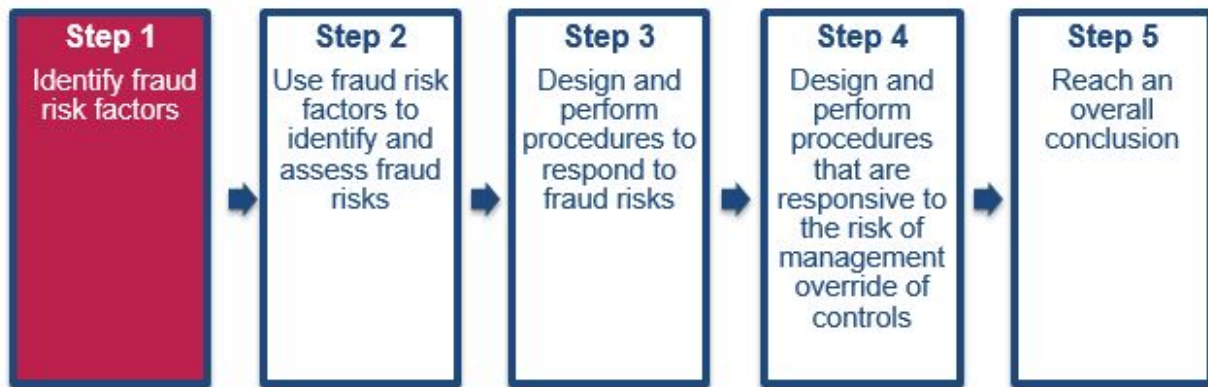 Step 1
Identify fraud
risk factors
Step 2
Use fraud risk
factors to
identify and
assess fraud
risks
Step 3
Design and
perform
procedures to
respond to
fraud risks
Step 4
Design and
perform
procedures
that are
responsive to
the risk of
management
override of
controls
Step 5
Reach an
overall
conclusion